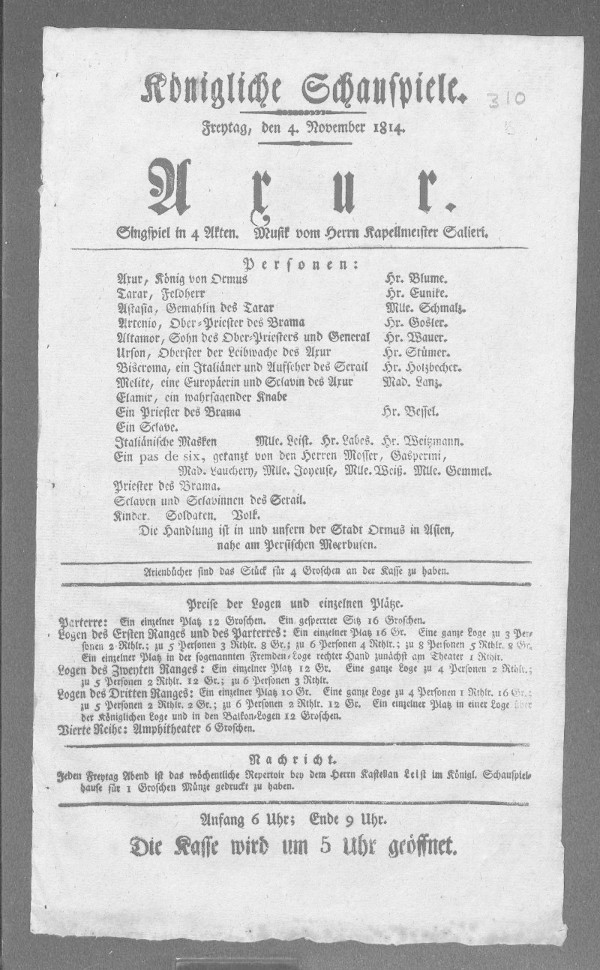 Königliche Schauspiele.
310
Freytag, den 4. November 1814.
Axur.
Singspiel in 4 Akten. Musik vom Herrn Kapellmeister Salieri.
Personen:
Axur, König von Ormus Hr. Blume.
Tarar, Feldherr Hr. Eunike.
Astasia, Gemahlin des Tarar Mlle. Schmalz.
Artenio, Ober-Priester des Brama Hr. Gosler.
Altamor, Sohn des Ober-Priesters und General Hr. Wauer.
Urson, Oberster der Leibwache des Axur Hr. Stümer.
Biscroma, ein Italiäner und Aufseher des Serail Hr. Holzbecher.
Melite, eine Europäerin und Sclavin des Axur Mad. Lanz.
Elamir, ein wahrsagender Knabe
Ein Priester des Brama Hr. Bessel.
Ein Sclave.
Italiänische Masken Mlle. Leist. Hr. Labes. Hr. Weitzmann.
Ein pas de six, getanzt von den Herren Mosser, Gasperini,
Mad. Lauchery, Mlle. Joyeuse, Mlle. Weiß. Mlle. Gemmel.
Priester des Brama.
Sclaven und Sclavinnen des Serail.
Kinder. Soldaten. Volk.
Die Handlung ist in und unfern der Stadt Ormus in Asien,
nahe am Persischen Meerbusen.
Arienbücher sind das Stück für 4 Groschen an der Kasse zu haben.
Preise der Logen und einzelnen Plätze.
Parterre: Ein einzelner Platz 12 Groschen. Ein gesperrter Sitz 16 Groschen.
Logen des Ersten Ranges und des Parterres: Ein einzelner Platz 16 Gr. Eine ganze Loge zu 3 Per-
sonen 2 Rthlr.; zu 5 Personen 3 Rthlr. 8 Gr.; zu 6 Personen 4 Rthlr.; zu 8 Personen 5 Rthlr. 8 Gr.
Ein einzelner Platz in der sogenannten Fremden-Loge rechter Hand zunächst am Theater 1 Rthlr.
Logen des Zweyten Ranges: Ein einzelner Platz 12 Gr. Eine ganze Loge zu 4 Personen 2 Rthlr.;
zu 5 Personen 2 Rthlr. 12 Gr.; zu 6 Personen 3 Rthlr.
Logen des Dritten Ranges: Ein einzelner Platz 10 Gr. Eine ganze Loge zu 4 Personen 1 Rthlr. 16 Gr.;
zu 5 Personen 2 Rthlr. 2 Gr.; zu 6 Personen 2 Rthlr. 12 Gr. Ein einzelner Platz in einer Loge über
der Königlichen Loge und in den Balkon-Logen 12 Groschen.
Vierte Reihe: Amphitheater 6 Groschen.
Nachricht.
Jeden Freytag Abend ist das wöchentliche Repertoir bey dem Herrn Kastellan Leist im Königl. Schauspiel-
hause für 1 Groschen Münze gedruckt zu haben.
Anfang 6 Uhr; Ende 9 Uhr.
Die Kasse wird um 5 Uhr geöffnet.